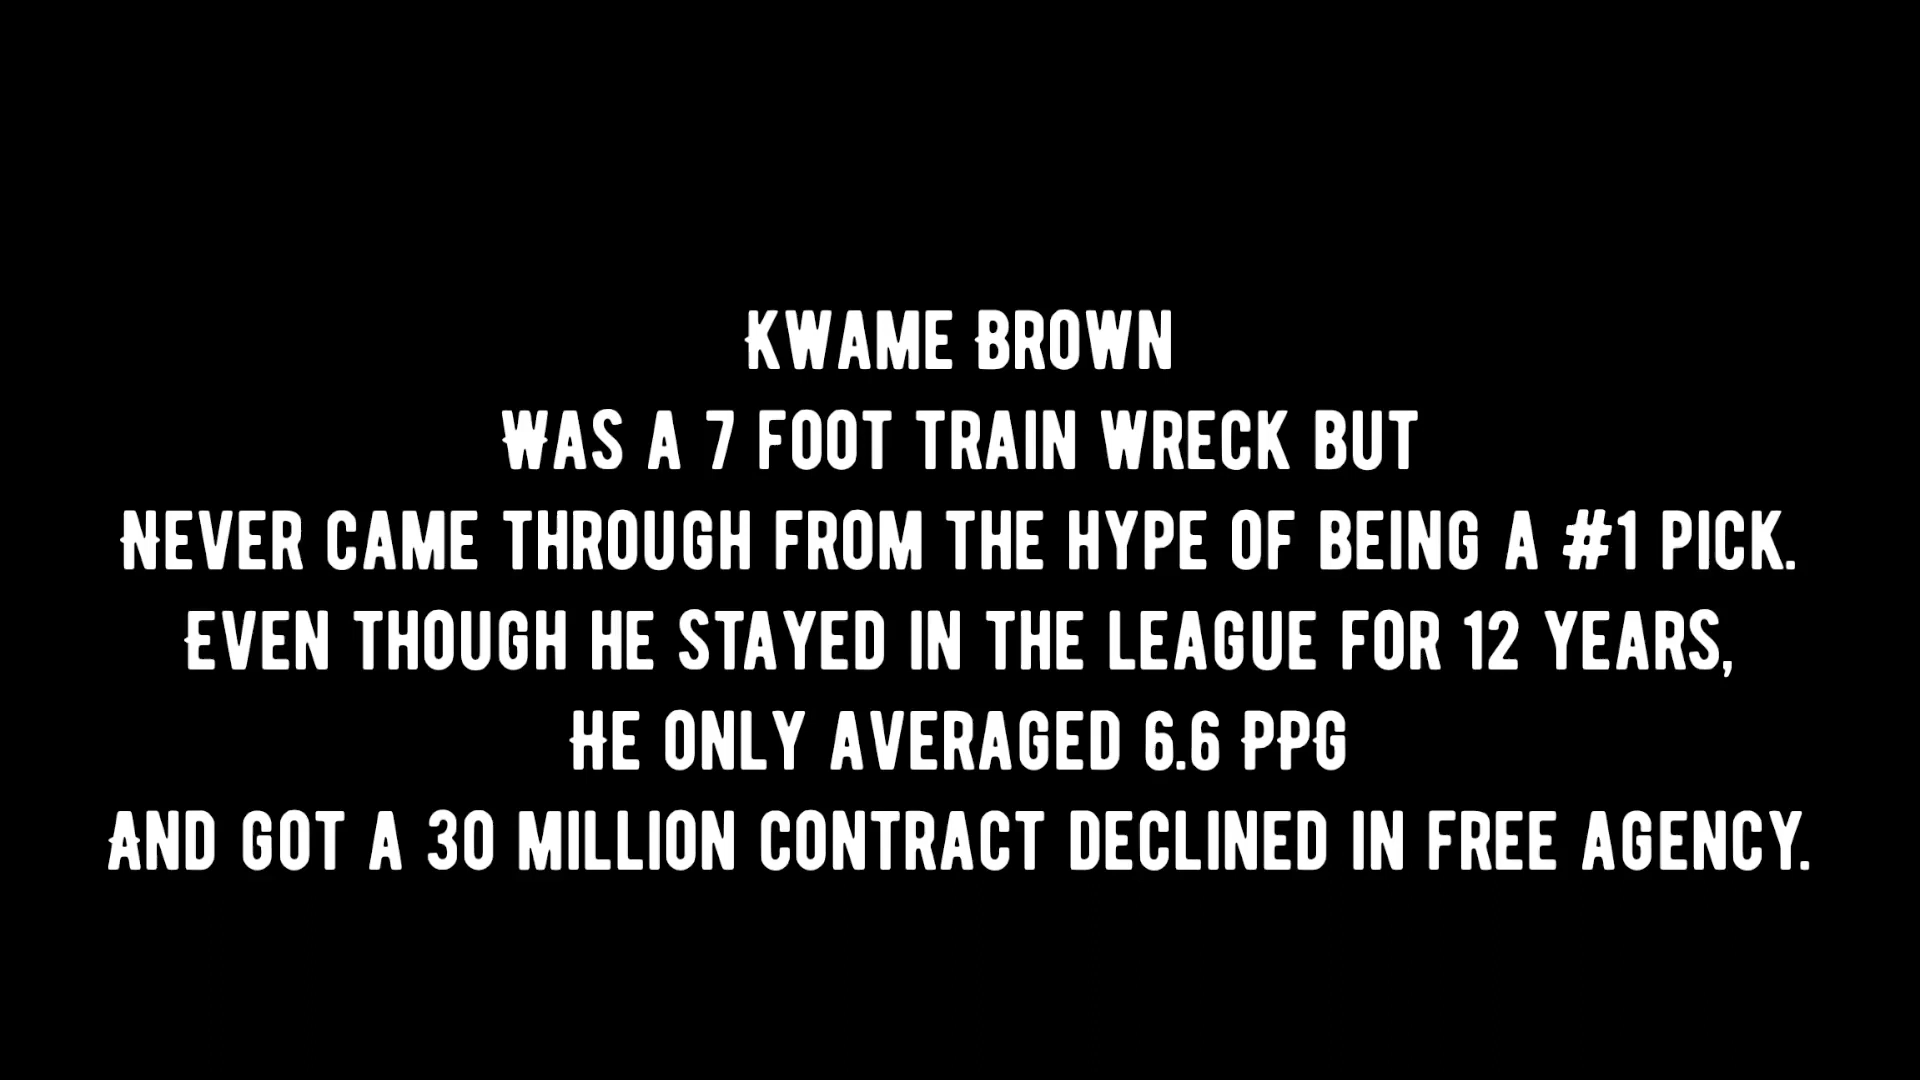 Kwame Brown
Was a 7 foot train wreck but
Never came through from the hype of being a #1 pick.
Even though he stayed in the league for 12 years,
He only averaged 6.6 PPG
And got a 30 million contract declined in free agency.